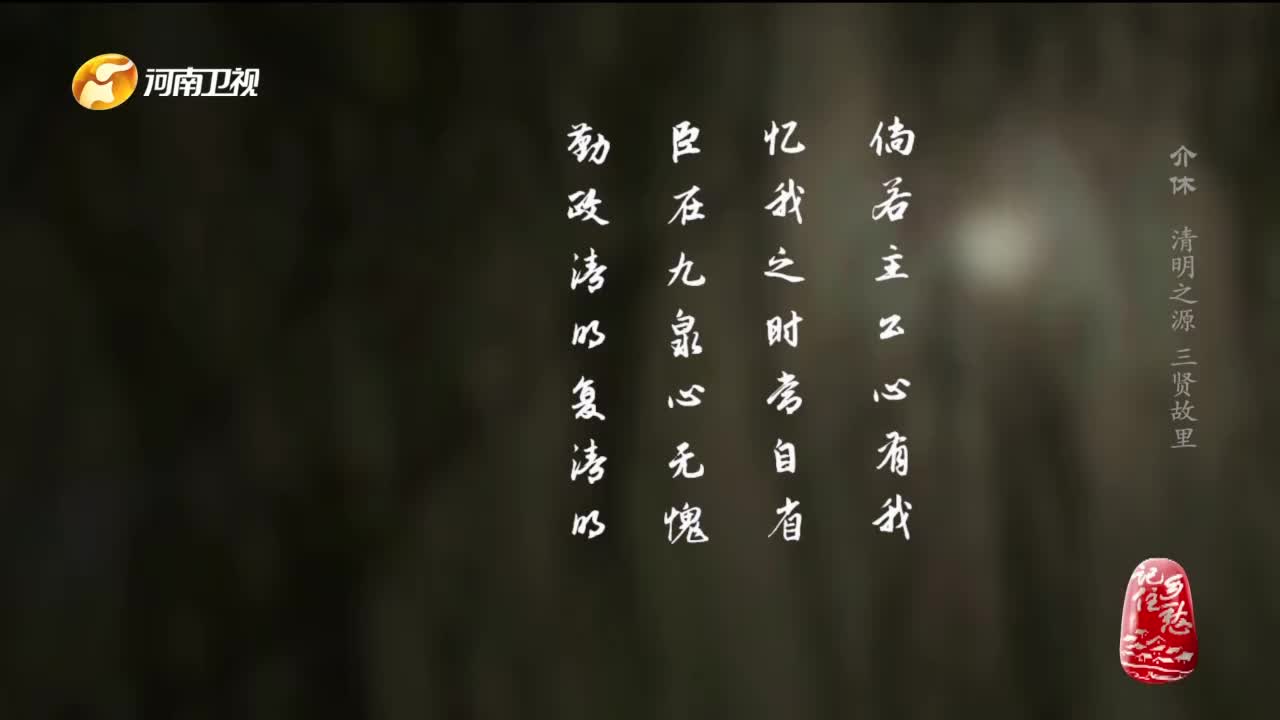 河南卫视
倘若主公心有我
忆我之时常自省
臣在九泉心无愧
勤政清明复清明
介休 清明之源 三贤故里
记住乡愁